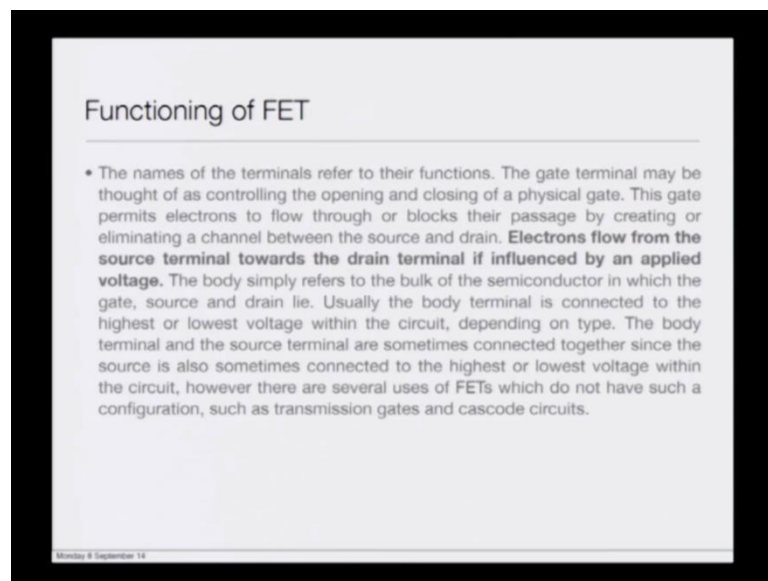 Functioning of FET
• The names of the terminals refer to their functions. The gate terminal may be
thought of as controlling the opening and closing of a physical gate. This gate
permits electrons to flow through or blocks their passage by creating or
eliminating a channel between the source and drain. Electrons flow from the
source terminal towards the drain terminal if influenced by an applied
voltage. The body simply refers to the bulk of the semiconductor in which the
gate, source and drain lie. Usually the body terminal is connected to the
highest or lowest voltage within the circuit, depending on type. The body
terminal and the source terminal are sometimes connected together since the
source is also sometimes connected to the highest or lowest voltage within
the circuit, however there are several uses of FETs which do not have such a
configuration, such as transmission gates and cascode circuits.
Monday 8 September 14